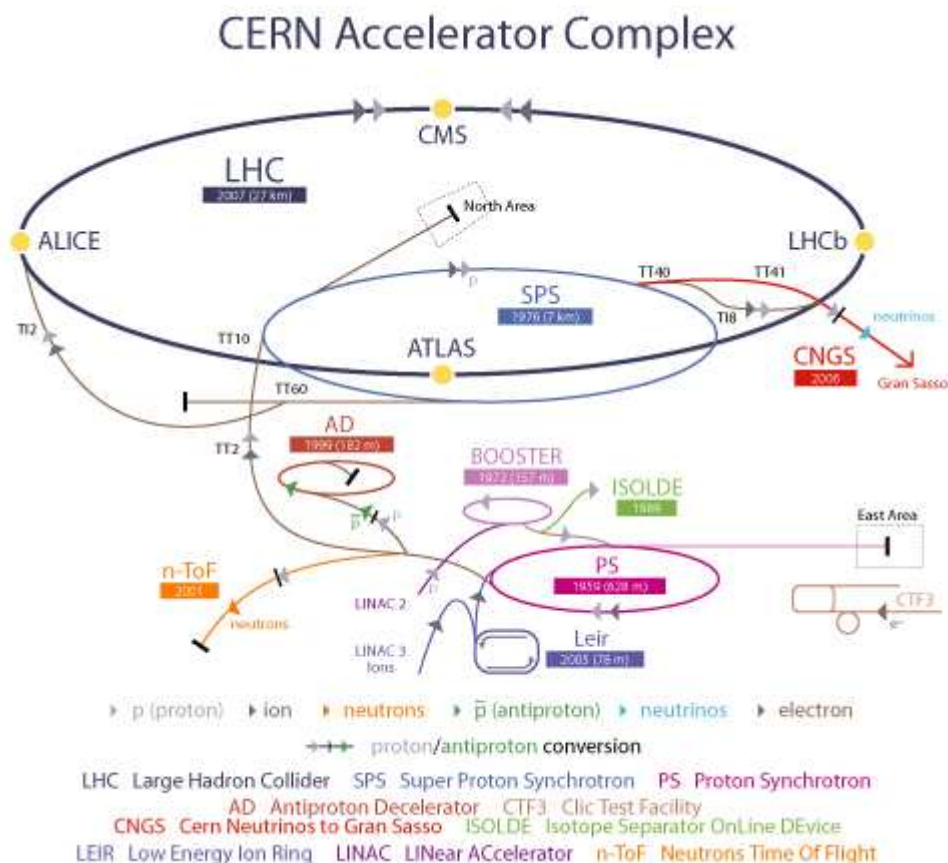 CERN Accelerator Complex
CMS
LHC
2007 (27 km)
North Area
ALICE
LHCb
TT40
TT41
SPS
1976 (7 km)
p
TI8
neutrinos
TI2
TT10
ATLAS
CNGS
2006
Gran Sasso
TT60
AD
1999 (182 m)
TT2
BOOSTER
1972 (157 m)
ISOLDE
1989
p̅
p
East Area
n-ToF
2001
PS
1959 (628 m)
LINAC 2
p
CTF3
e-
neutrons
LINAC 3
Ions
Leir
2005 (78 m)
p (proton) ion neutrons p̅ (antiproton) neutrinos electron
proton/antiproton conversion
LHC Large Hadron Collider SPS Super Proton Synchrotron PS Proton Synchrotron
AD Antiproton Decelerator CTF3 Clic Test Facility
CNGS Cern Neutrinos to Gran Sasso ISOLDE Isotope Separator OnLine DEvice
LEIR Low Energy Ion Ring LINAC LINear ACcelerator n-ToF Neutrons Time Of Flight